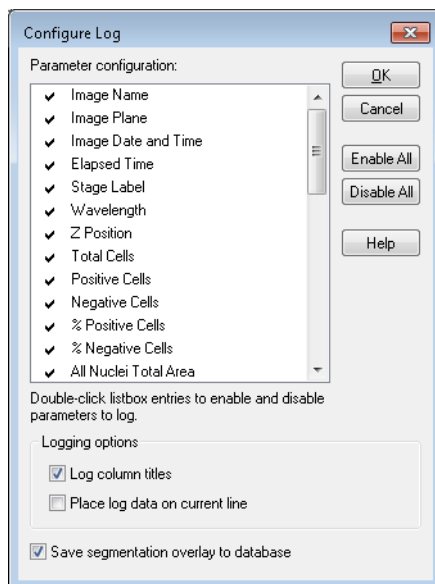 Configure Log
Parameter configuration:
Image Name
Image Plane
Image Date and Time
Elapsed Time
Stage Label
Wavelength
Z Position
Total Cells
Positive Cells
Negative Cells
% Positive Cells
% Negative Cells
All Nuclei Total Area
OK
Cancel
Enable All
Disable All
Help
Double-click listbox entries to enable and disable
parameters to log.
Logging options
Log column titles
Place log data on current line
Save segmentation overlay to database